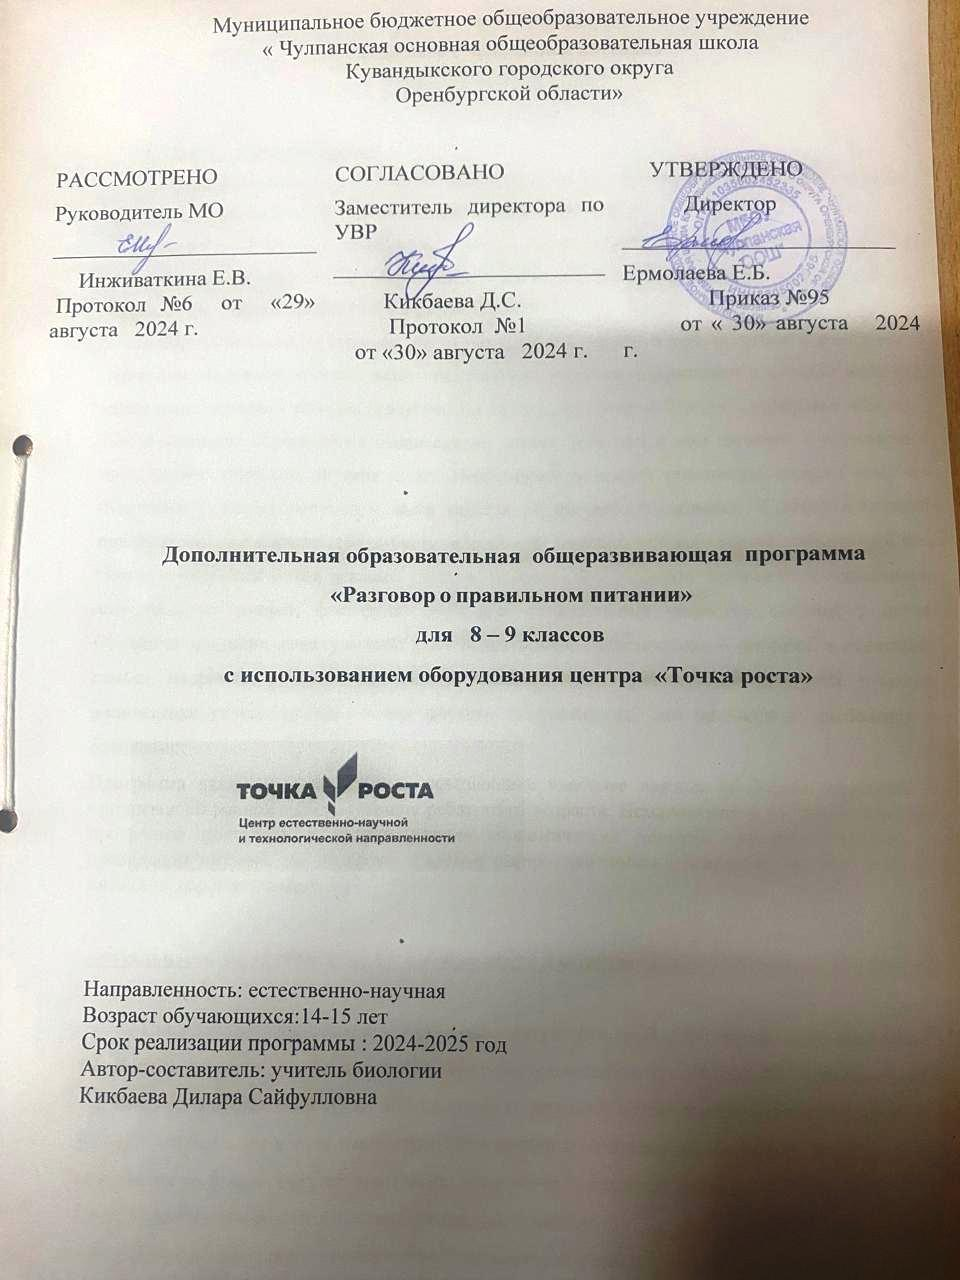 Муниципальное бюджетное общеобразовательное учреждение
« Чулпанская основная общеобразовательная школа
Кувандыкского городского округа
Оренбургской области»
РАССМОТРЕНО
Руководитель МО
Инживаткина Е.В.
Протокол №6 от «29»
августа 2024 г.
СОГЛАСОВАНО
Заместитель директора по
УВР
Кикбаева Д.С.
Протокол №1
от «30» августа 2024 г.
УТВЕРЖДЕНО
Директор
Ермолаева Е.Б.
Приказ №95
от « 30» августа 2024
г.
МБОУ
Чулпанская
ООШ
Дополнительная образовательная общеразвивающая программа
«Разговор о правильном питании»
для 8 – 9 классов
с использованием оборудования центра «Точка роста»
ТОЧКА РОСТА
Центр естественно-научной
и технологической направленности
Направленность: естественно-научная
Возраст обучающихся:14-15 лет
Срок реализации программы : 2024-2025 год
Автор-составитель: учитель биологии
Кикбаева Дилара Сайфулловна